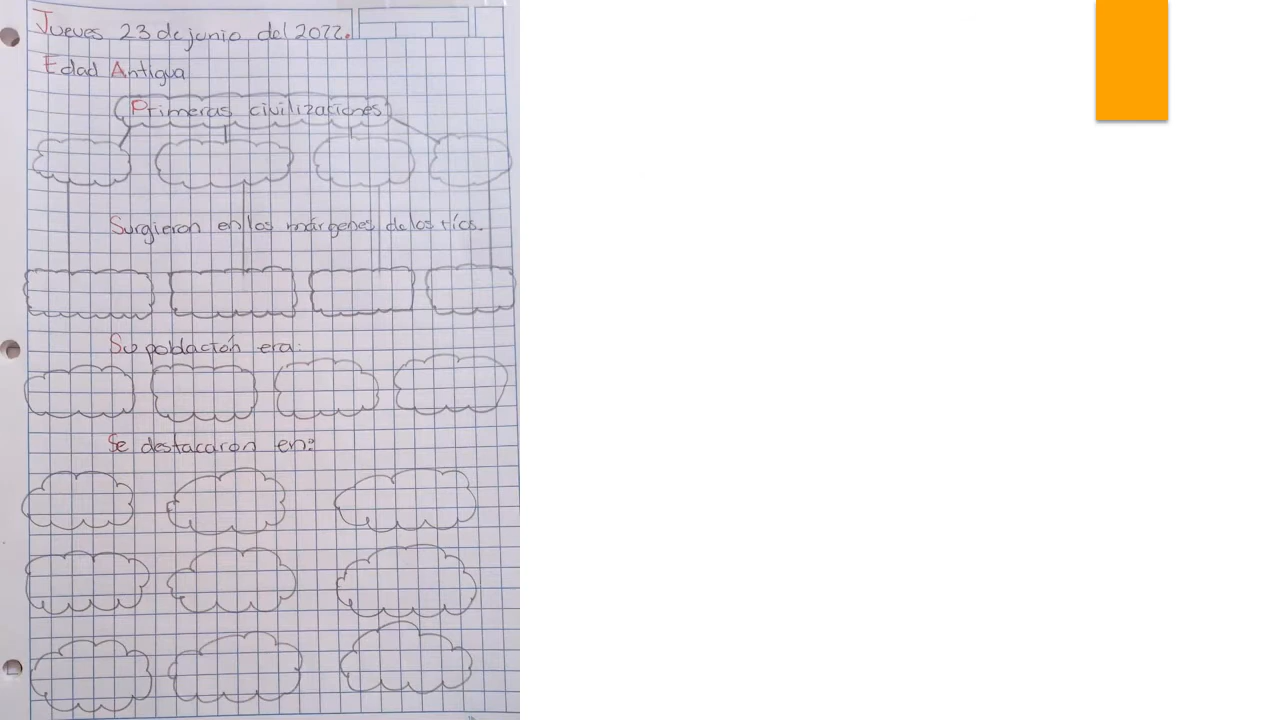 Jueves 23 de junio del 2022.
Edad Antigua
Primeras civilizaciones
Surgieron en los márgenes de los ríos.
Su población era:
Se destacaron en: